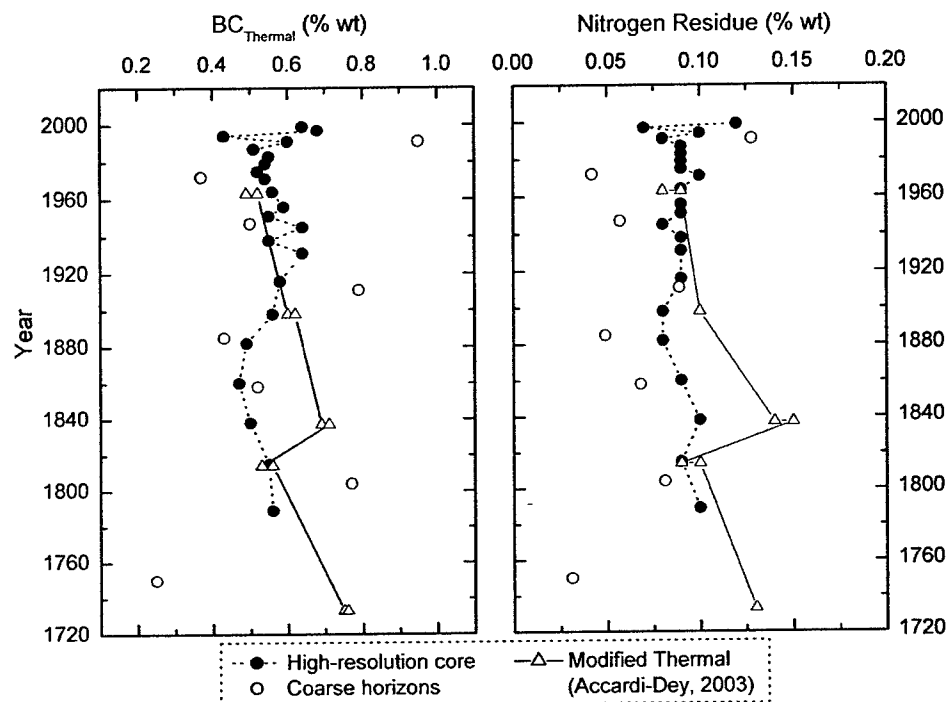 BC Thermal (% wt)
Nitrogen Residue (% wt)
0.2 0.4 0.6 0.8 1.0
0.00 0.05 0.10 0.15 0.20
Year
2000
1960
1920
1880
1840
1800
1760
1720
2000
1960
1920
1880
1840
1800
1760
1720
High-resolution core
Coarse horizons
Modified Thermal
(Accardi-Dey, 2003)